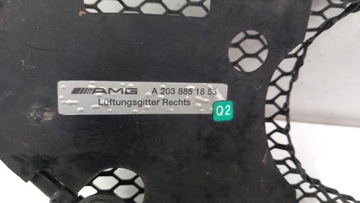 AMG A 203 885 18 53
Lüftungsgitter Rechts
Q2